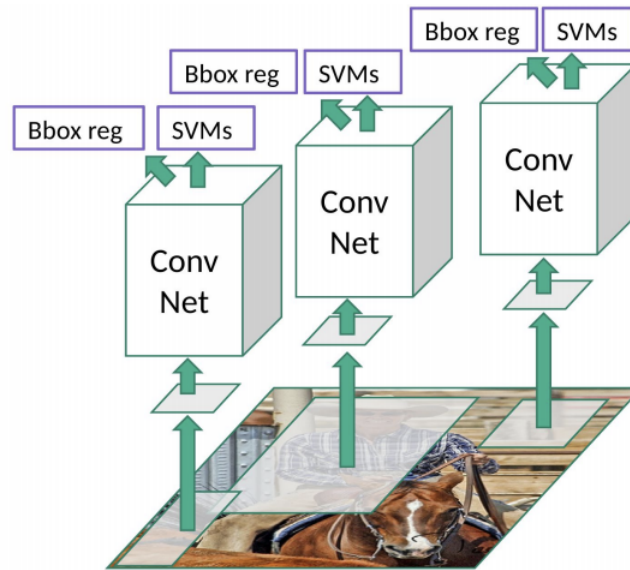 Bbox reg
SVMs
Bbox reg
SVMs
Bbox reg
SVMs
Conv
Net
Conv
Net
Conv
Net